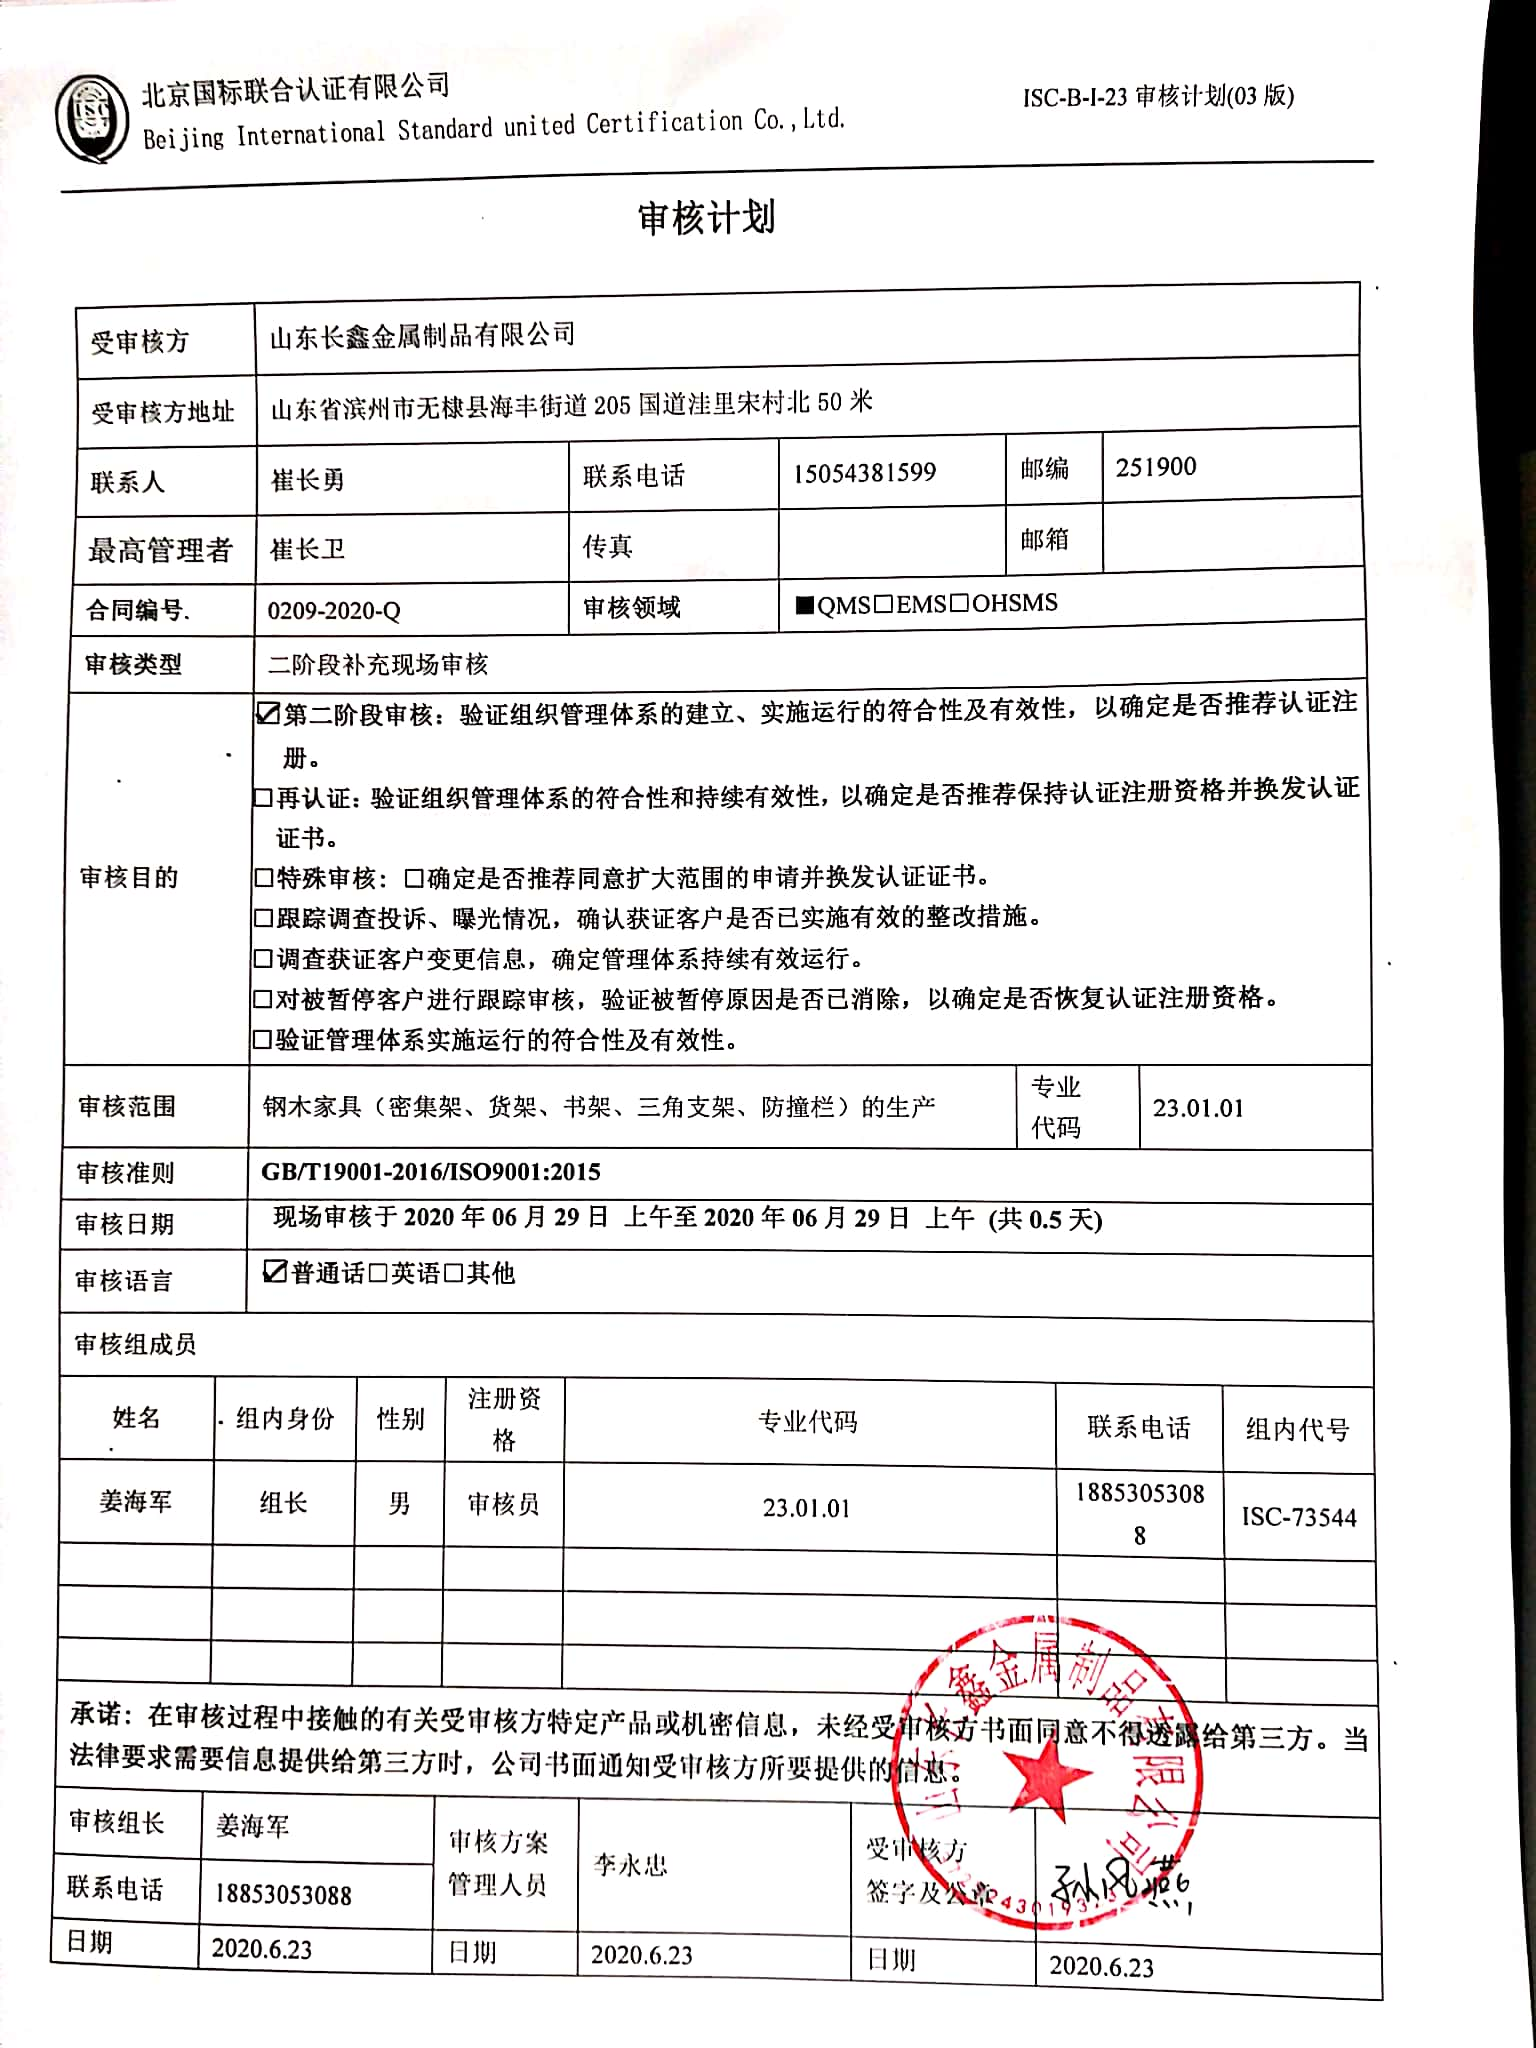 北京国标联合认证有限公司
ISC-B-I-23 审核计划(03 版)
Beijing International Standard united Certification Co.,Ltd.
审核计划
受审核方 山东长鑫金属制品有限公司
受审核方地址 山东省滨州市无棣县海丰街道 205 国道洼里宋村北 50 米
联系人 崔长勇 联系电话 15054381599 邮编 251900
最高管理者 崔长卫 传真 邮箱
合同编号. 0209-2020-Q 审核领域 ■QMS□EMS□OHSMS
审核类型 二阶段补充现场审核
审核目的
☑第二阶段审核：验证组织管理体系的建立、实施运行的符合性及有效性，以确定是否推荐认证注
册。
□再认证：验证组织管理体系的符合性和持续有效性，以确定是否推荐保持认证注册资格并换发认证
证书。
□特殊审核：□确定是否推荐同意扩大范围的申请并换发认证证书。
□跟踪调查投诉、曝光情况，确认获证客户是否已实施有效的整改措施。
□调查获证客户变更信息，确定管理体系持续有效运行。
□对被暂停客户进行跟踪审核，验证被暂停原因是否已消除，以确定是否恢复认证注册资格。
□验证管理体系实施运行的符合性及有效性。
审核范围 钢木家具（密集架、货架、书架、三角支架、防撞栏）的生产 专业
代码 23.01.01
审核准则 GB/T19001-2016/ISO9001:2015
审核日期 现场审核于 2020 年 06 月 29 日 上午至 2020 年 06 月 29 日 上午 (共 0.5 天)
审核语言 ☑普通话□英语□其他
审核组成员
姓名 组内身份 性别 注册资
格 专业代码 联系电话 组内代号
姜海军 组长 男 审核员 23.01.01 1885305308
8 ISC-73544
承诺：在审核过程中接触的有关受审核方特定产品或机密信息，未经受审核方书面同意不得透露给第三方。当
法律要求需要信息提供给第三方时，公司书面通知受审核方所要提供的信息。
山东长鑫金属制品有限公司
审核组长 姜海军 审核方案
管理人员 李永忠 受审核方
签字及公章
联系电话 18853053088
日期 2020.6.23 日期 2020.6.23 日期 2020.6.23